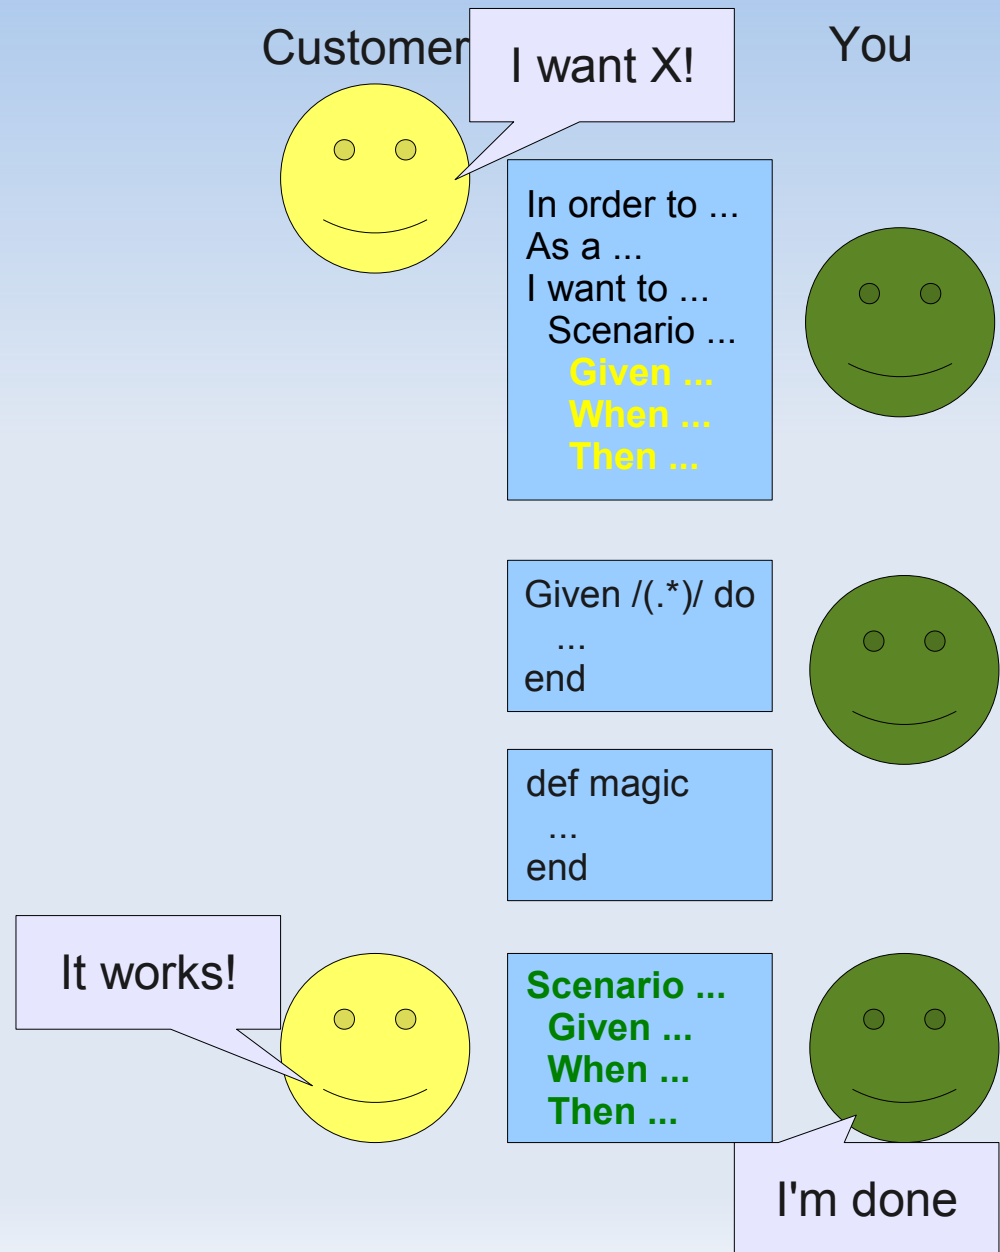 Customer
I want X!
You
In order to ...
As a ...
I want to ...
Scenario ...
Given ...
When ...
Then ...
Given /(.*)/ do
...
end
def magic
...
end
It works!
Scenario ...
Given ...
When ...
Then ...
I'm done